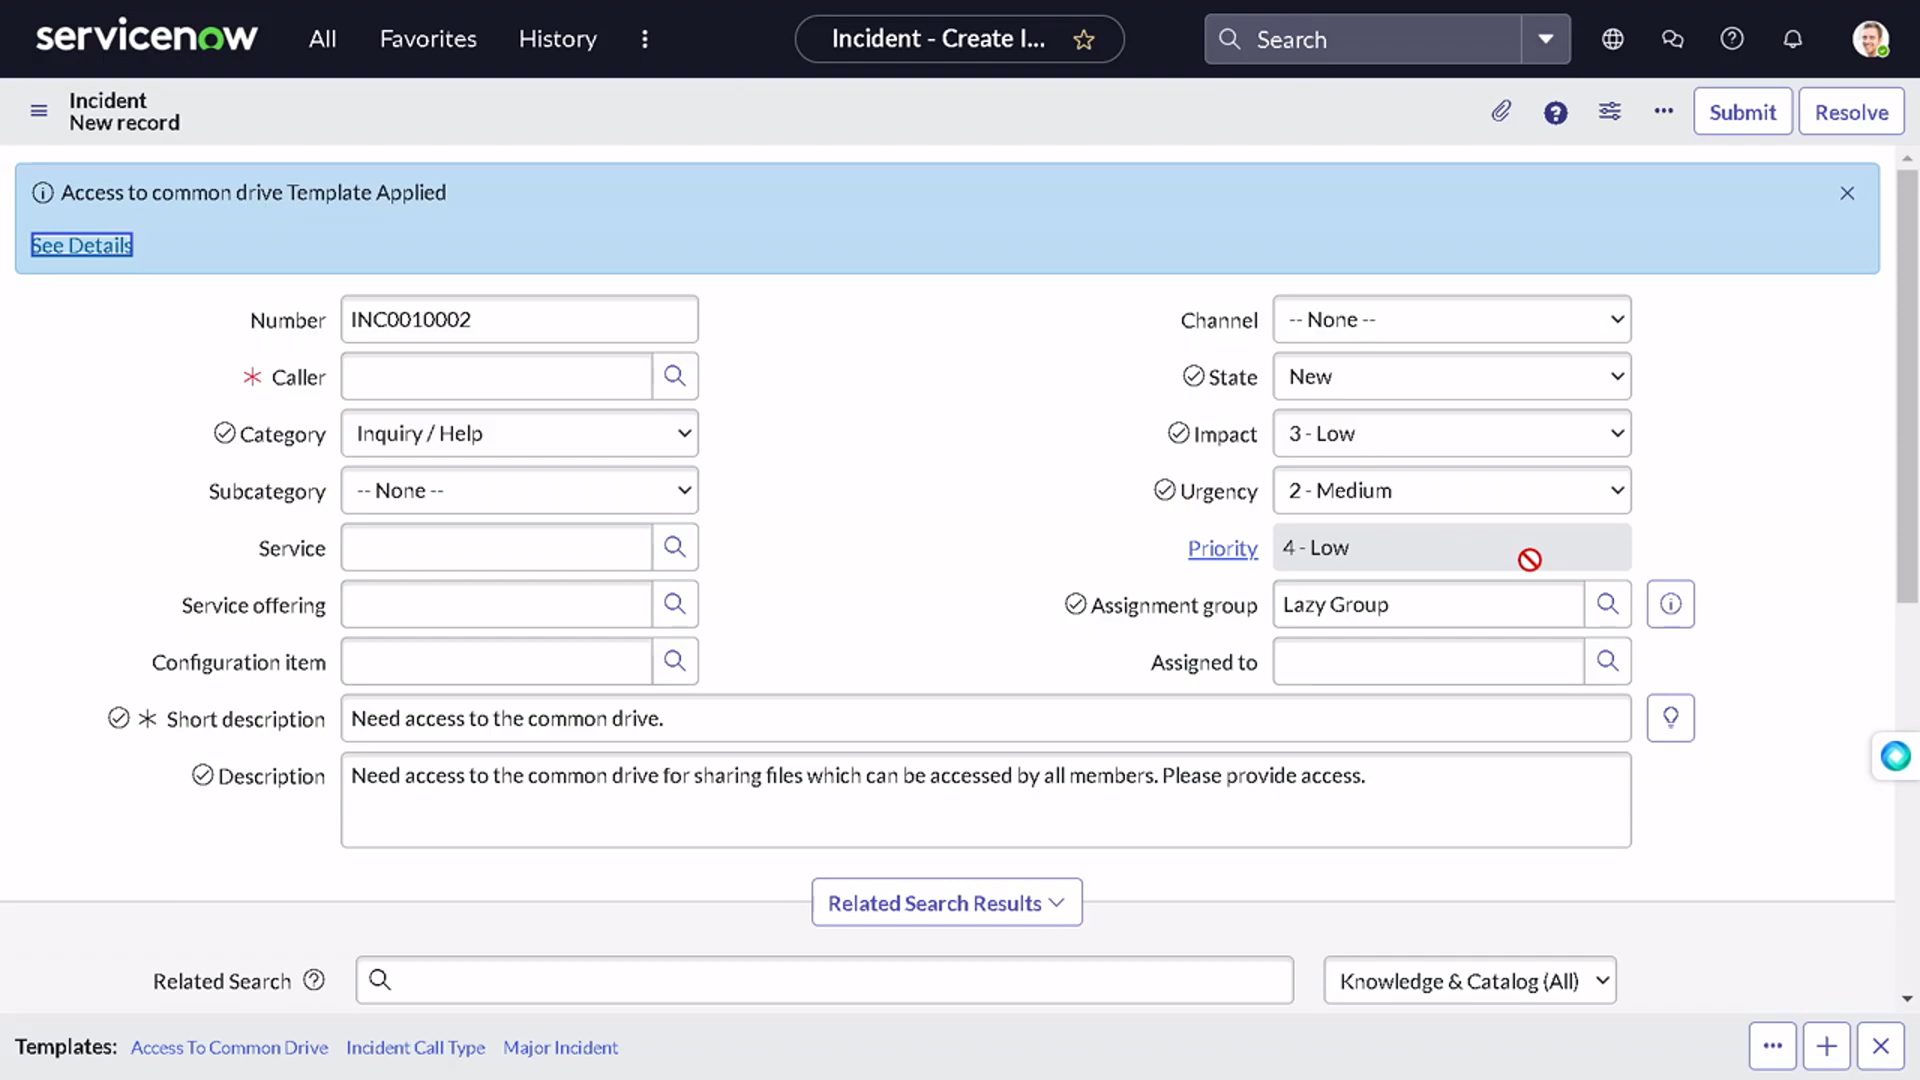 servicenow
All
Favorites
History
Incident - Create I...
Search
Incident
New record
Submit
Resolve
Access to common drive Template Applied
See Details
Number
INC0010002
Channel
-- None --
Caller
State
New
Category
Inquiry / Help
Impact
3 - Low
Subcategory
-- None --
Urgency
2 - Medium
Service
Priority
4 - Low
Service offering
Assignment group
Lazy Group
Configuration item
Assigned to
Short description
Need access to the common drive.
Description
Need access to the common drive for sharing files which can be accessed by all members. Please provide access.
Related Search Results
Related Search
Knowledge & Catalog (All)
Templates:
Access To Common Drive
Incident Call Type
Major Incident